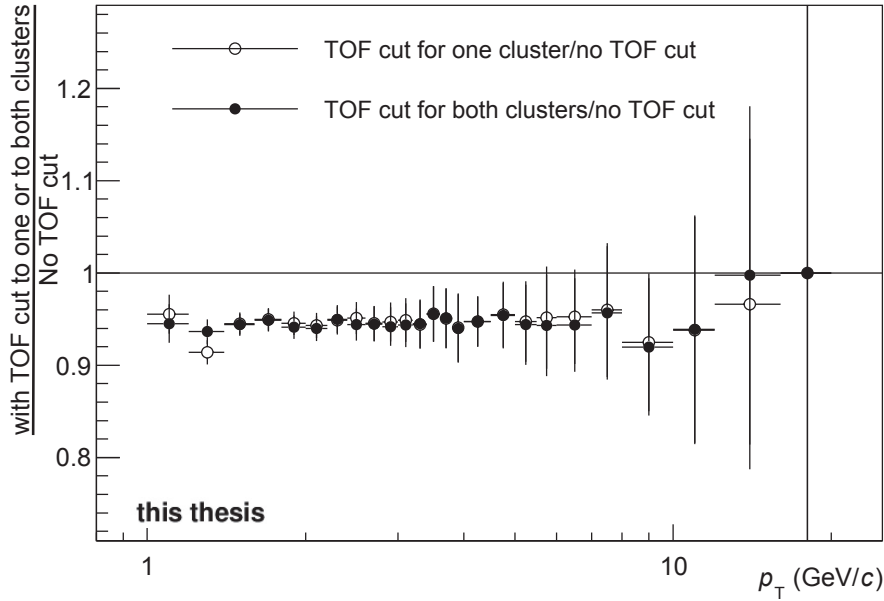 with TOF cut to one or to both clusters
No TOF cut
TOF cut for one cluster/no TOF cut
TOF cut for both clusters/no TOF cut
1.2
1.1
1
0.9
0.8
this thesis
1
10
p_T (GeV/c)